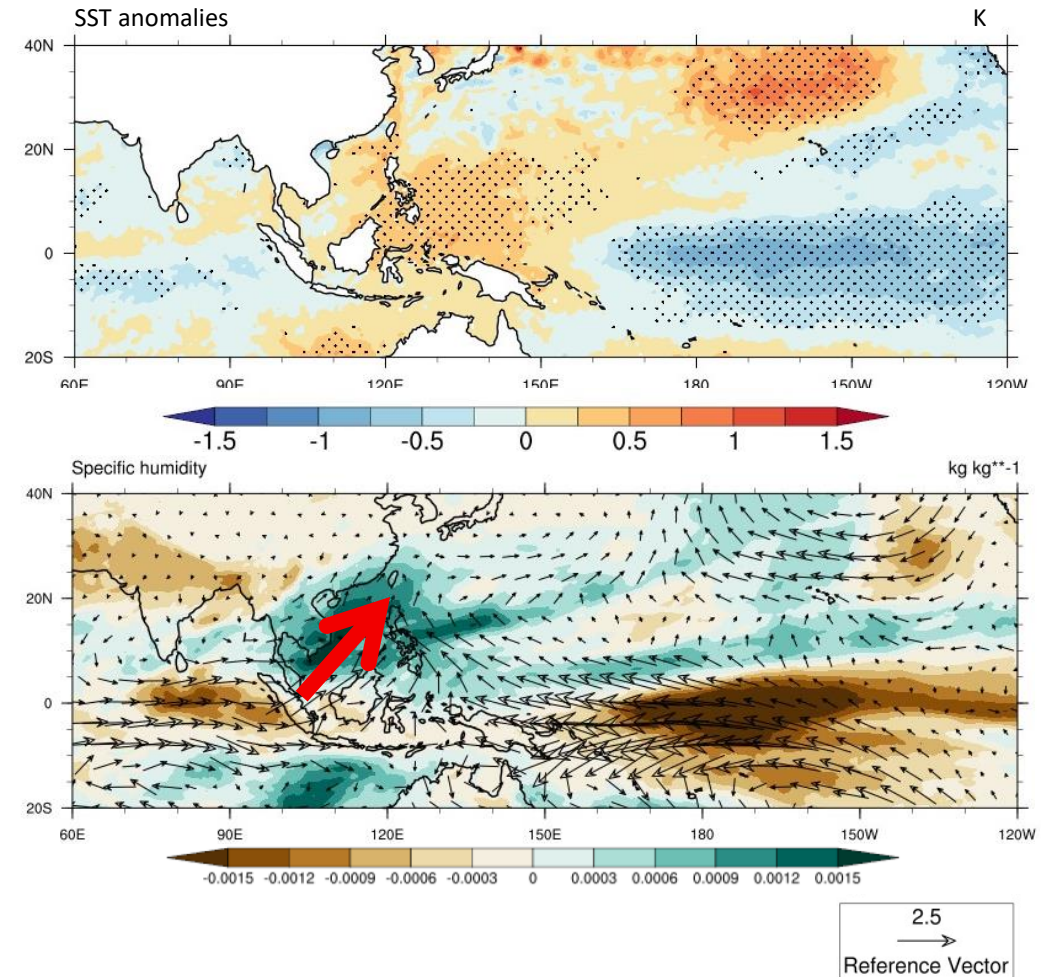 SST anomalies K
40N
20N
0
20S
60E 90E 120E 150E 180 150W 120W
-1.5 -1 -0.5 0 0.5 1 1.5
Specific humidity kg kg**-1
40N
20N
0
20S
60E 90E 120E 150E 180 150W 120W
-0.0015 -0.0012 -0.0009 -0.0006 -0.0003 0 0.0003 0.0006 0.0009 0.0012 0.0015
2.5
Reference Vector